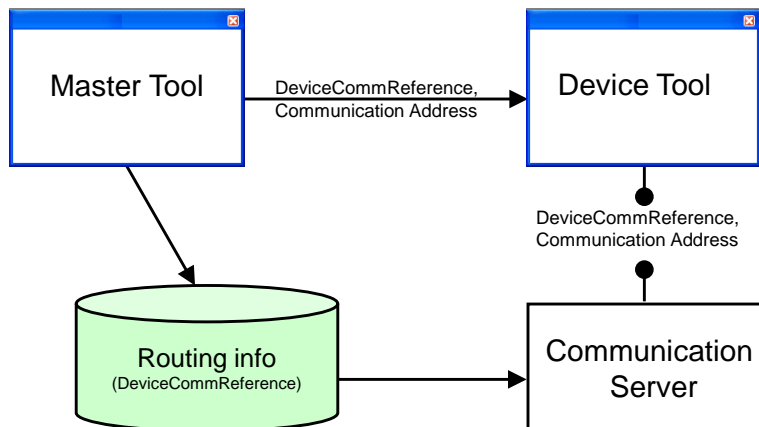 Master Tool
DeviceCommReference,
Communication Address
Device Tool
DeviceCommReference,
Communication Address
Routing info
(DeviceCommReference)
Communication
Server